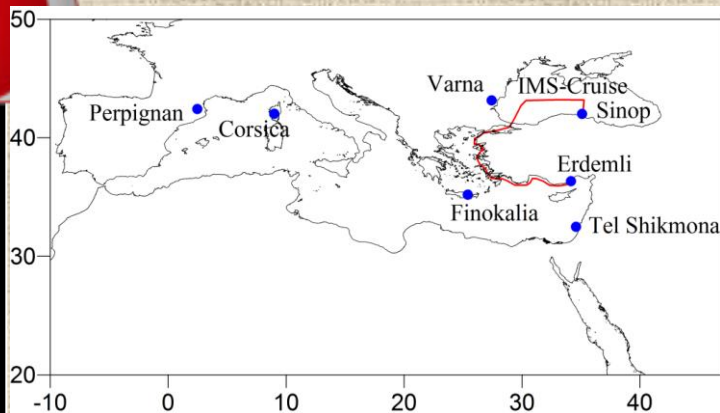 50
Varna
IMS-Cruise
Perpignan
Corsica
Sinop
40
Erdemli
Finokalia
Tel Shikmona
30
20
-10 0 10 20 30 40